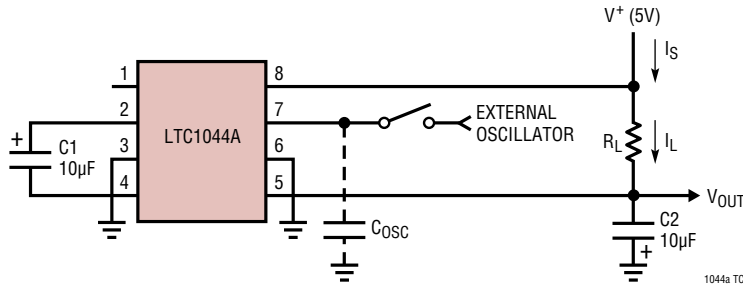 V+ (5V)
IS
1
8
2
7
EXTERNAL
OSCILLATOR
+
C1
10µF
LTC1044A
3
6
RL
IL
4
5
VOUT
COSC
C2
10µF
+
1044a TC